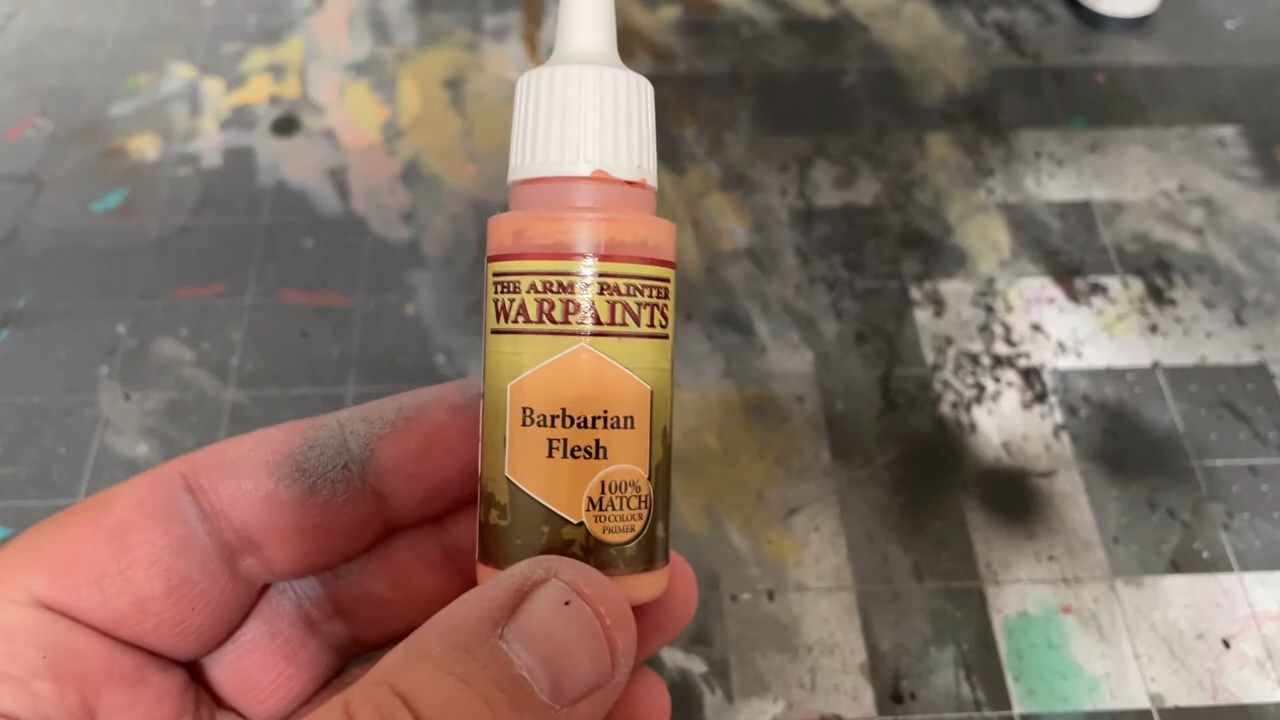 THE ARMY PAINTER
WARPAINTS
Barbarian
Flesh
100%
MATCH
TO COLOUR
PRIMER